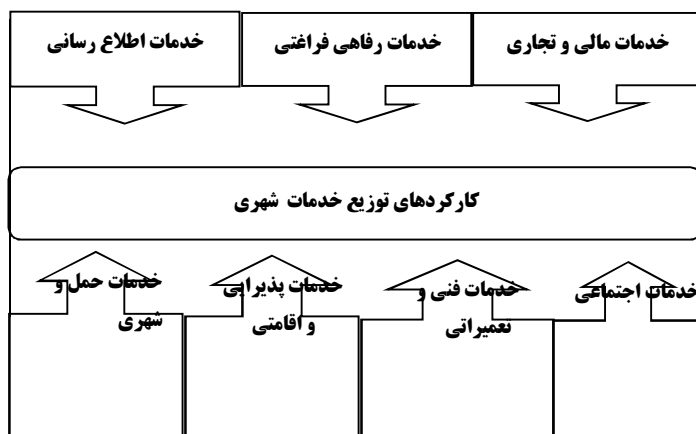 خدمات مالی و تجاری
خدمات رفاهی فراغتی
خدمات اطلاع رسانی
کارکردهای توزیع خدمات شهری
خدمات اجتماعی
خدمات فنی و
تعمیراتی
خدمات پذیرایی
و اقامتی
خدمات حمل و
شهری